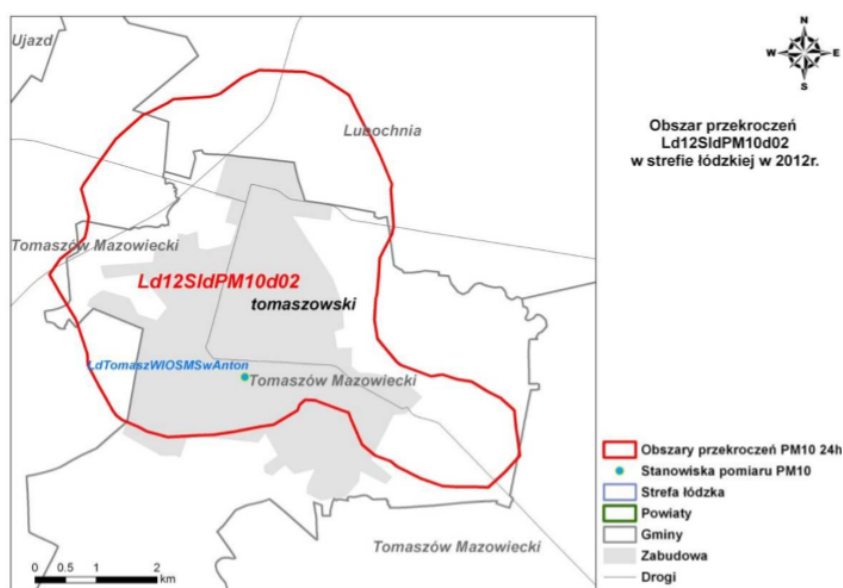 Ujazd
N
W E
S
Lubochnia
Obszar przekroczeń
Ld12SldPM10d02
w strefie łódzkiej w 2012r.
Tomaszów Mazowiecki
Ld12SldPM10d02
tomaszowski
LdTomaszWIOSMSwAnton
Tomaszów Mazowiecki
Obszary przekroczeń PM10 24h
Stanowiska pomiaru PM10
Strefa łódzka
Powiaty
Gminy
Zabudowa
Drogi
Tomaszów Mazowiecki
0 0.5 1 2
km